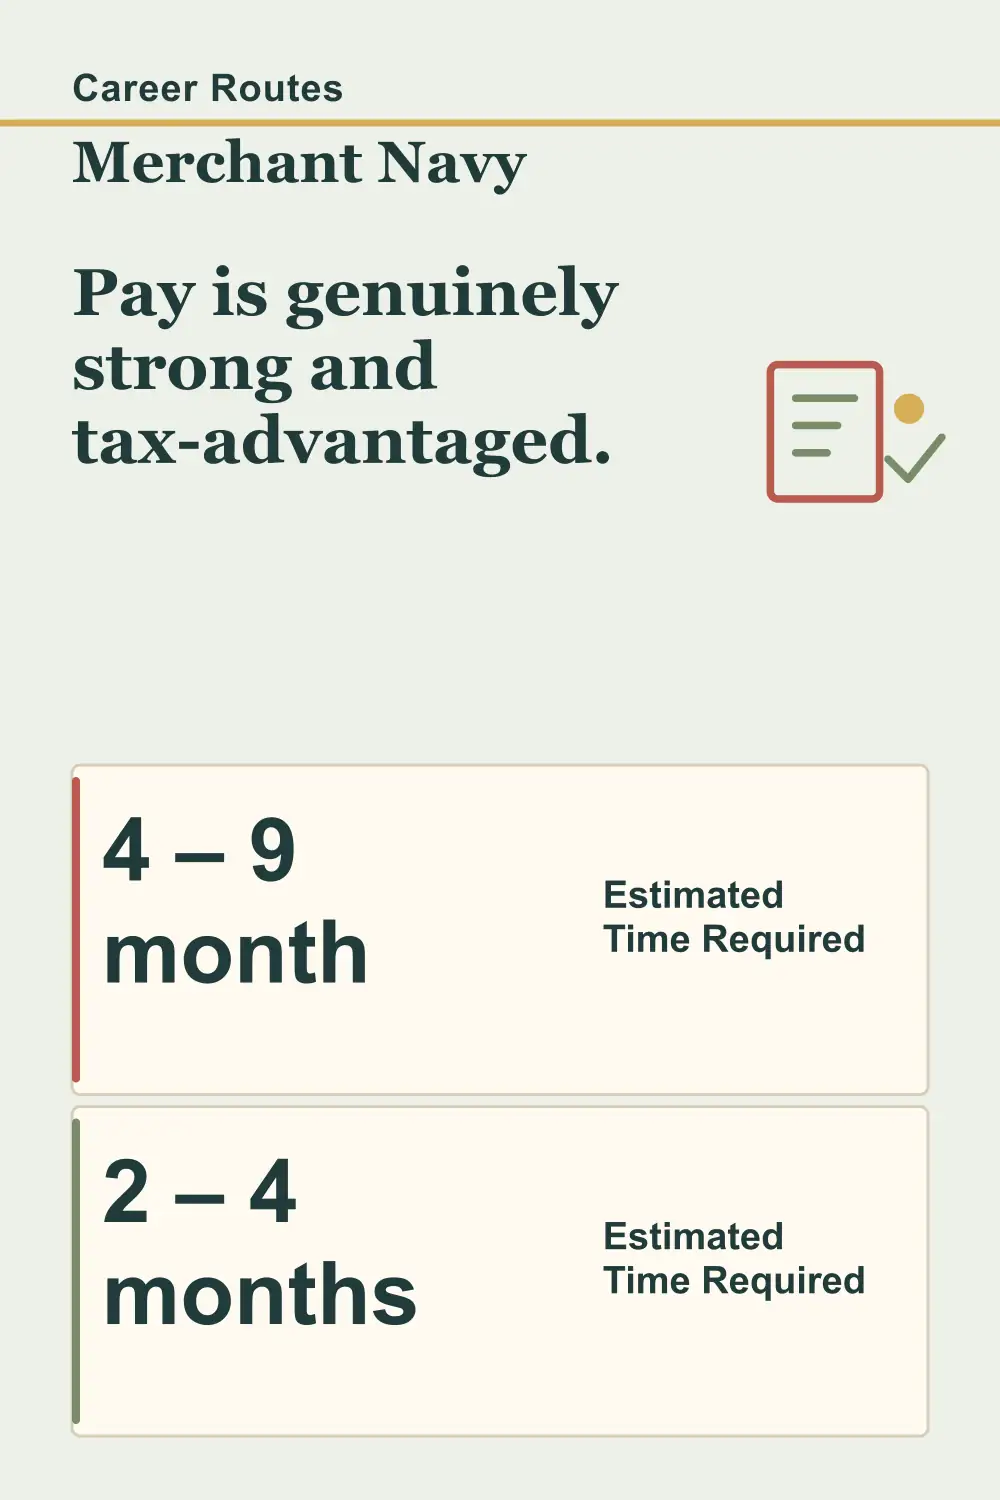 Career Routes
Merchant Navy
Pay is genuinely
strong and
tax-advantaged.
4 – 9
month
Estimated
Time Required
2 – 4
months
Estimated
Time Required